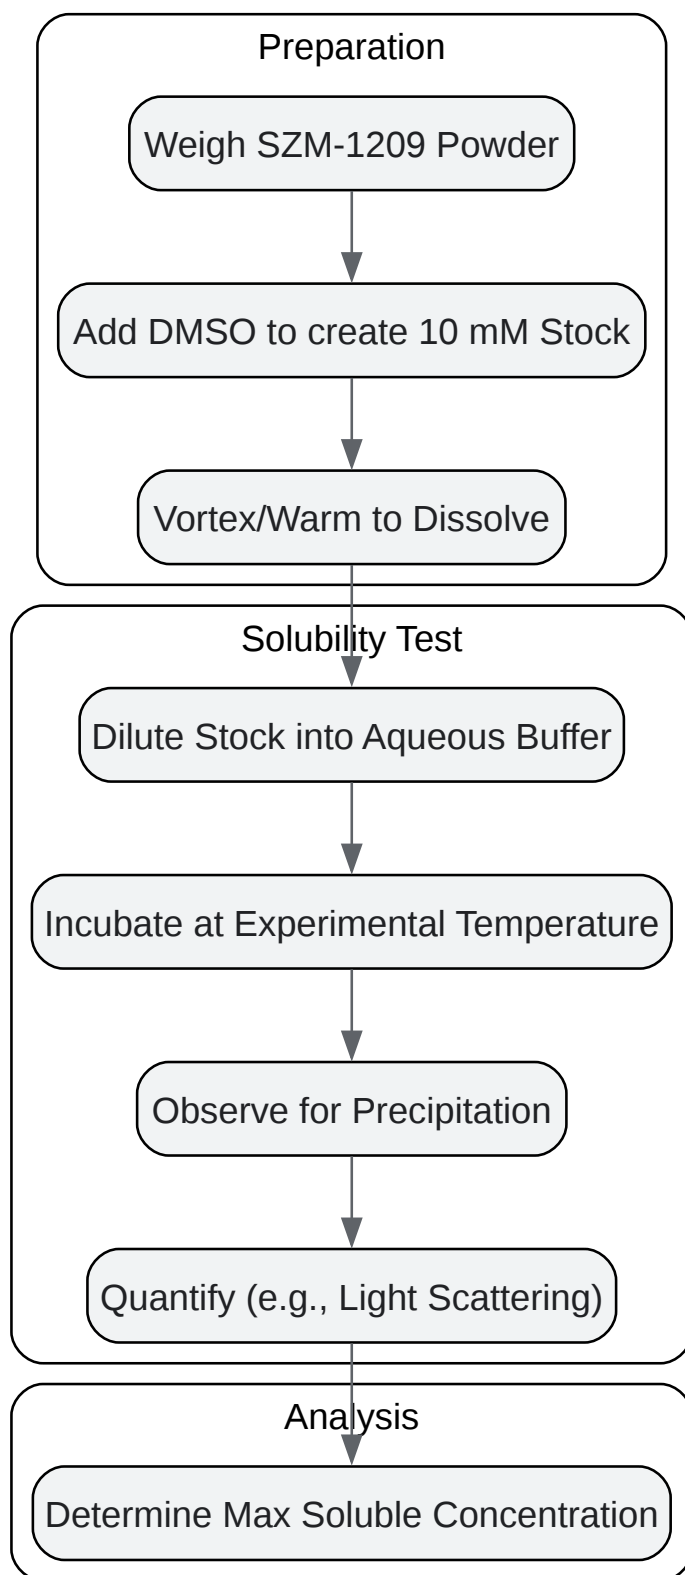 Preparation
Weigh SZM-1209 Powder
Add DMSO to create 10 mM Stock
Vortex/Warm to Dissolve
Solubility Test
Dilute Stock into Aqueous Buffer
Incubate at Experimental Temperature
Observe for Precipitation
Quantify (e.g., Light Scattering)
Analysis
Determine Max Soluble Concentration